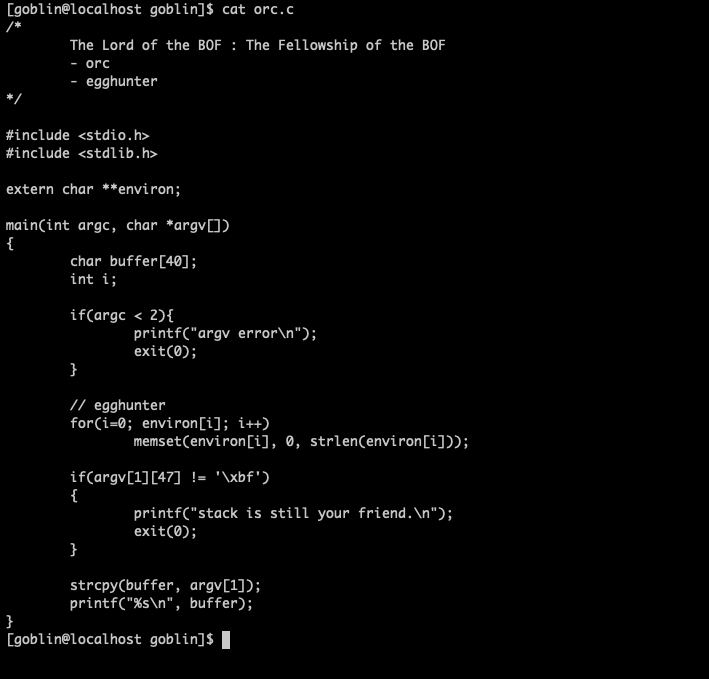 [goblin@localhost goblin]$ cat orc.c
/*
        The Lord of the BOF : The Fellowship of the BOF
        - orc
        - egghunter
*/

#include <stdio.h>
#include <stdlib.h>

extern char **environ;

main(int argc, char *argv[])
{
        char buffer[40];
        int i;

        if(argc < 2){
                printf("argv error\n");
                exit(0);
        }

        // egghunter
        for(i=0; environ[i]; i++)
                memset(environ[i], 0, strlen(environ[i]));

        if(argv[1][47] != '\xbf')
        {
                printf("stack is still your friend.\n");
                exit(0);
        }

        strcpy(buffer, argv[1]);
        printf("%s\n", buffer);
}
[goblin@localhost goblin]$